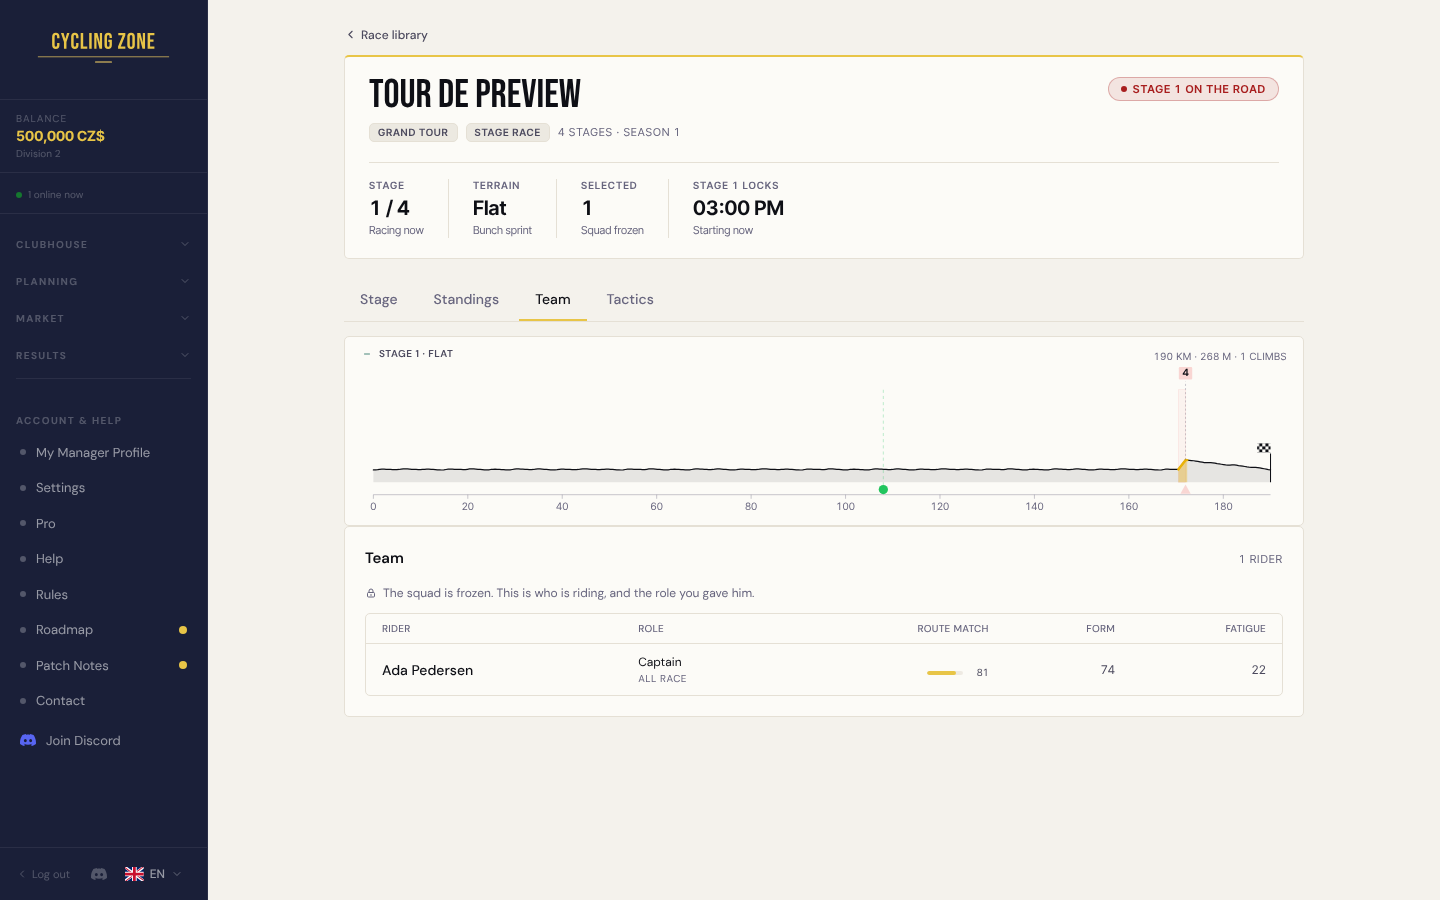 CYCLING ZONE
BALANCE
500,000 CZ$
Division 2
1 online now
CLUBHOUSE
PLANNING
MARKET
RESULTS
ACCOUNT & HELP
My Manager Profile
Settings
Pro
Help
Rules
Roadmap
Patch Notes
Contact
Join Discord
Log out
EN
Race library
TOUR DE PREVIEW
STAGE 1 ON THE ROAD
GRAND TOUR STAGE RACE 4 STAGES · SEASON 1
STAGE TERRAIN SELECTED STAGE 1 LOCKS
1 / 4 Flat 1 03:00 PM
Racing now Bunch sprint Squad frozen Starting now
Stage Standings Team Tactics
STAGE 1 · FLAT
190 KM · 268 M · 1 CLIMBS
4
0 20 40 60 80 100 120 140 160 180
Team
1 RIDER
The squad is frozen. This is who is riding, and the role you gave him.
RIDER ROLE ROUTE MATCH FORM FATIGUE
Ada Pedersen Captain 81 74 22
ALL RACE